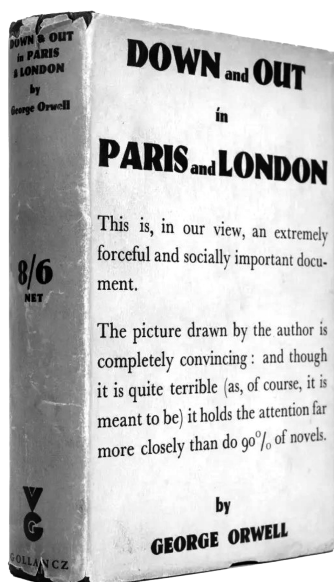 DOWN & OUT
in PARIS
& LONDON
by
George Orwell
8/6
NET
VG
GOLLANCZ
DOWN and OUT
in
PARIS and LONDON
This is, in our view, an extremely
forceful and socially important docu-
ment.
The picture drawn by the author is
completely convincing : and though
it is quite terrible (as, of course, it is
meant to be) it holds the attention far
more closely than do 90% of novels.
by
GEORGE ORWELL